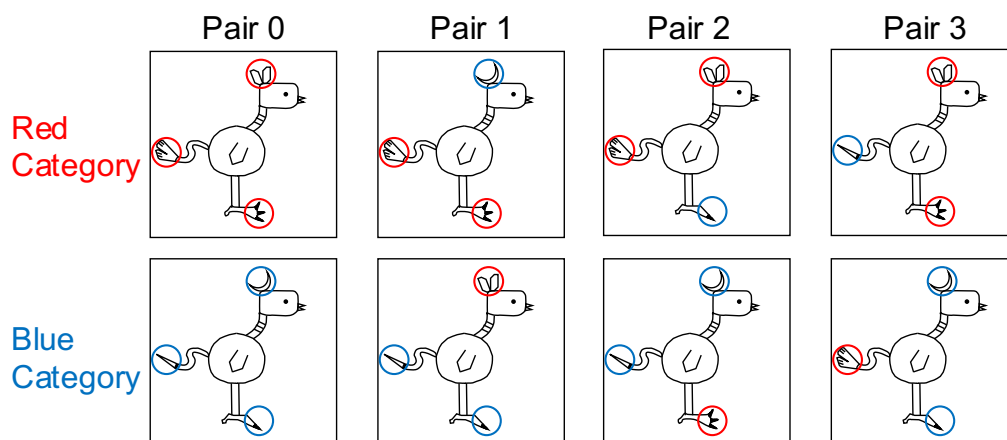 Pair 0 Pair 1 Pair 2 Pair 3
Red
Category
Blue
Category